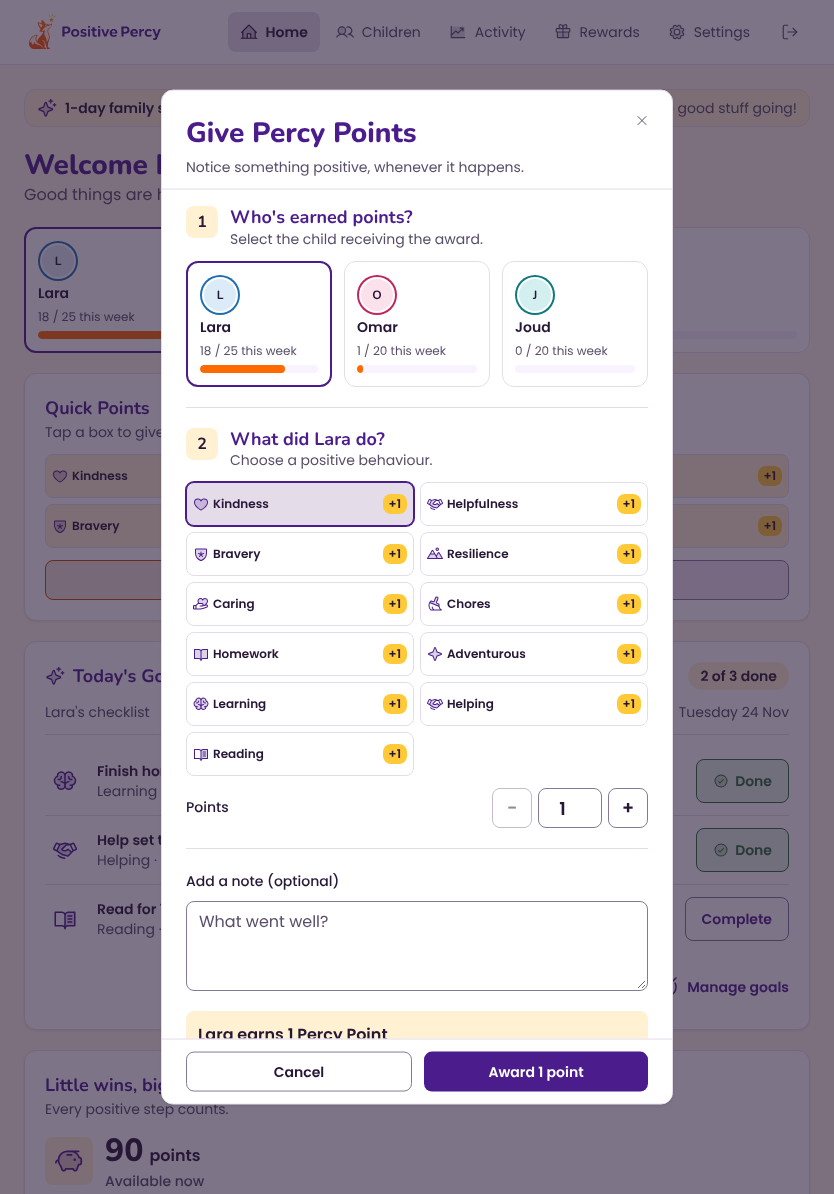 Positive Percy
Home
Children
Activity
Rewards
Settings
1-day family s
good stuff going!
Welcome
Good things are h
L
Lara
18 / 25 this week
Quick Points
Tap a box to give
Kindness
+1
Bravery
+1
Today's Go
2 of 3 done
Lara's checklist
Tuesday 24 Nov
Finish ho
Learning
Done
Help set t
Helping ·
Done
Read for
Reading ·
Complete
Manage goals
Little wins, big
Every positive step counts.
90 points
Available now
Give Percy Points
Notice something positive, whenever it happens.
1
Who's earned points?
Select the child receiving the award.
L
Lara
18 / 25 this week
O
Omar
1 / 20 this week
J
Joud
0 / 20 this week
2
What did Lara do?
Choose a positive behaviour.
Kindness +1
Helpfulness +1
Bravery +1
Resilience +1
Caring +1
Chores +1
Homework +1
Adventurous +1
Learning +1
Helping +1
Reading +1
Points
− 1 +
Add a note (optional)
What went well?
Lara earns 1 Percy Point
Cancel
Award 1 point